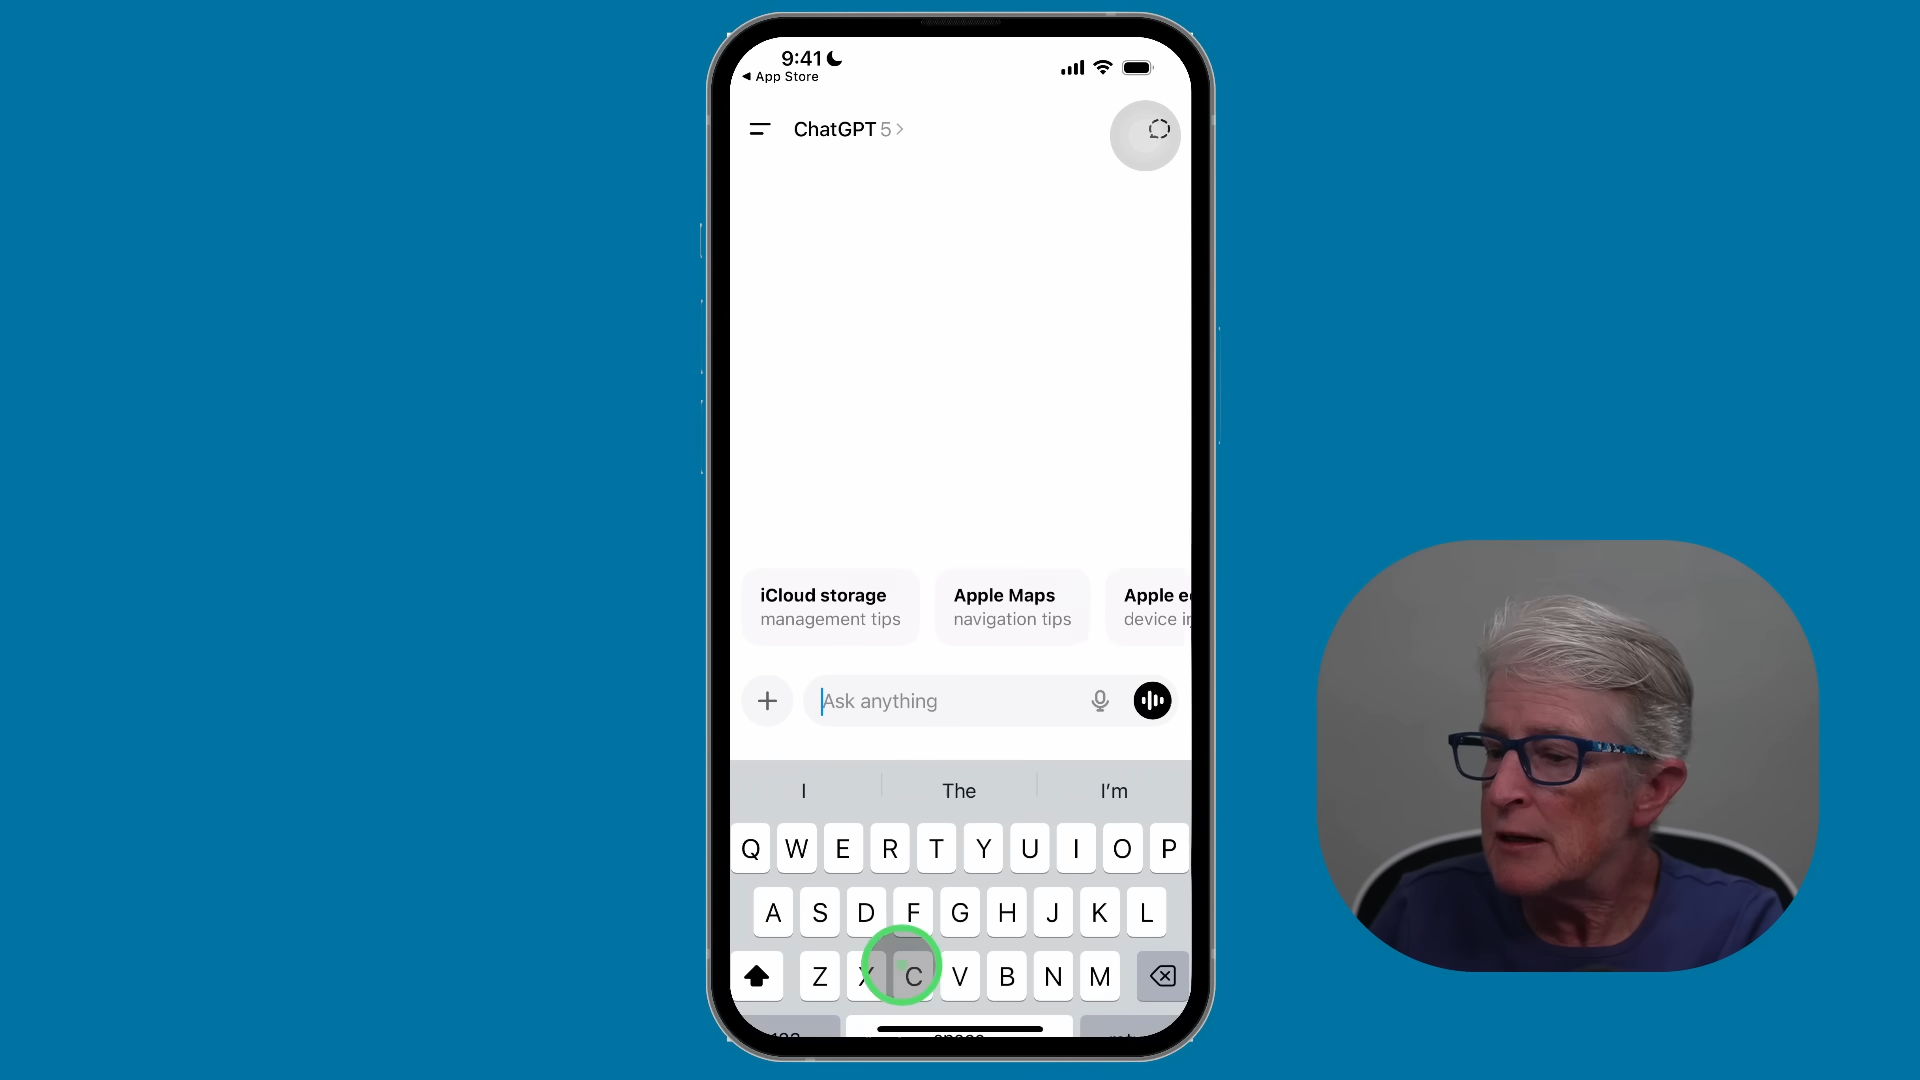 9:41
App Store
ChatGPT 5
iCloud storage
management tips
Apple Maps
navigation tips
Apple
device
Ask anything
I The I'm
Q W E R T Y U I O P
A S D F G H J K L
Z X C V B N M
space